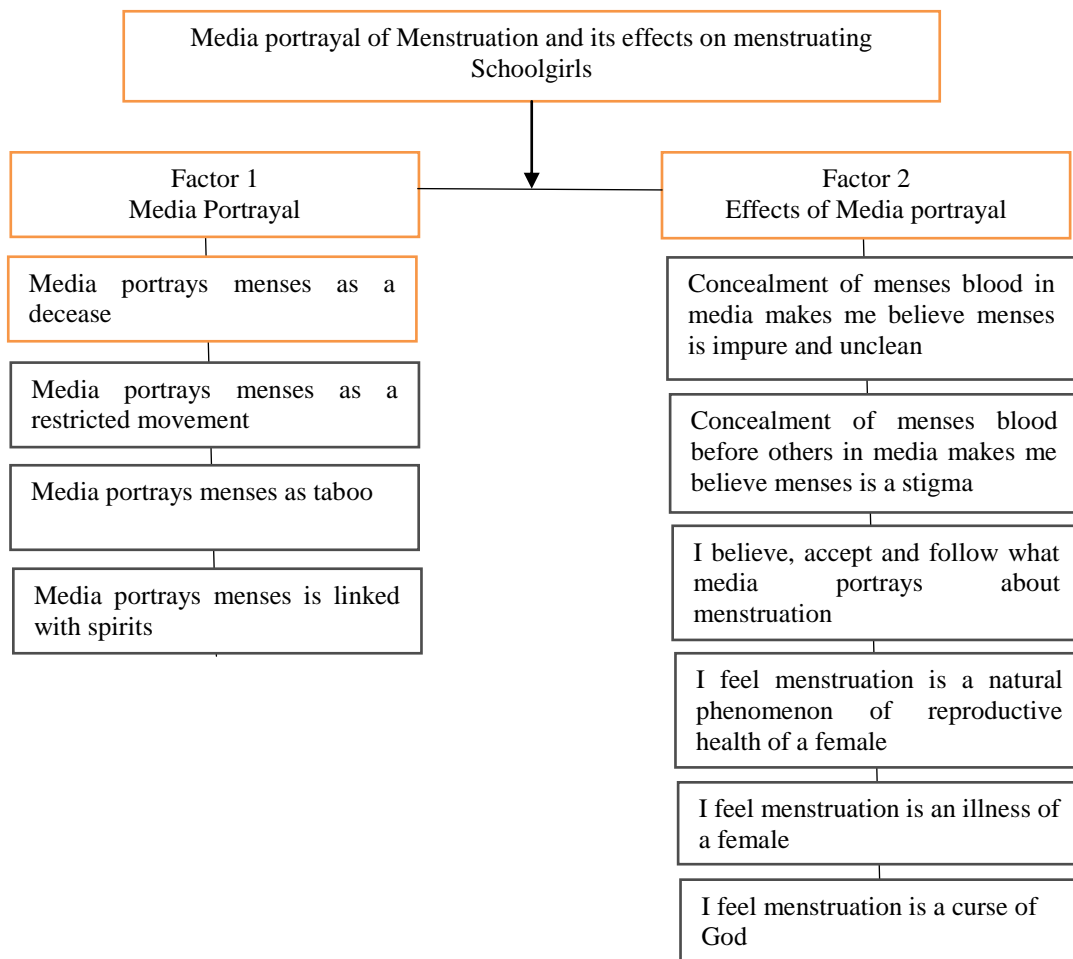 Media portrayal of Menstruation and its effects on menstruating
Schoolgirls
Factor 1
Media Portrayal
Media portrays menses as a
decease
Media portrays menses as a
restricted movement
Media portrays menses as taboo
Media portrays menses is linked
with spirits
Factor 2
Effects of Media portrayal
Concealment of menses blood in
media makes me believe menses
is impure and unclean
Concealment of menses blood
before others in media makes me
believe menses is a stigma
I believe, accept and follow what
media portrays about
menstruation
I feel menstruation is a natural
phenomenon of reproductive
health of a female
I feel menstruation is an illness of
a female
I feel menstruation is a curse of
God